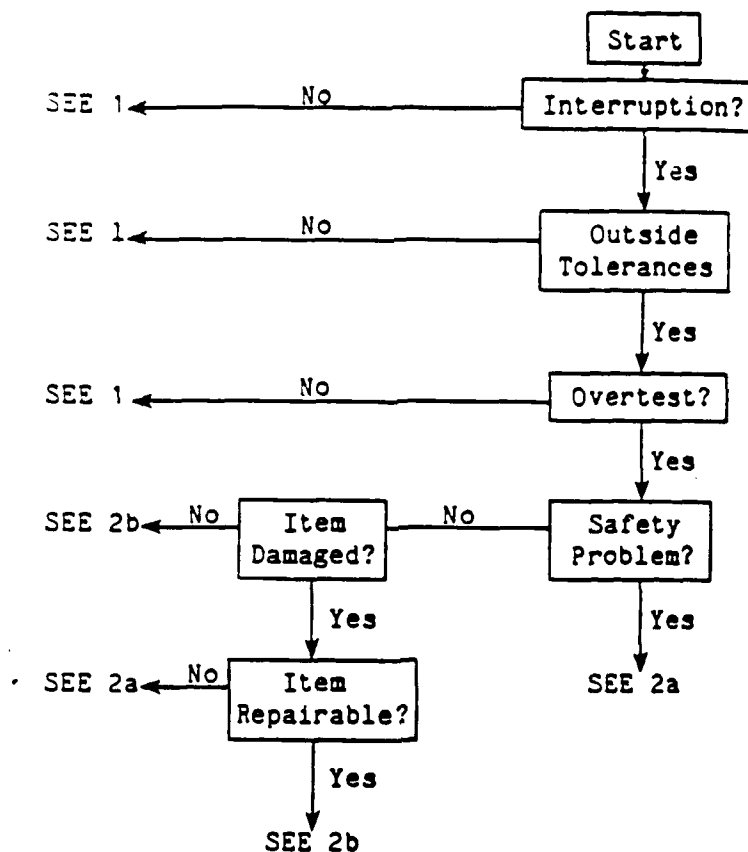 Start
SEE 1
No
Interruption?
Yes
SEE 1
No
Outside
Tolerances
Yes
SEE 1
No
Overtest?
Yes
SEE 2b
No
Item
Damaged?
No
Safety
Problem?
Yes
Yes
SEE 2a
No
Item
Repairable?
SEE 2a
Yes
SEE 2b